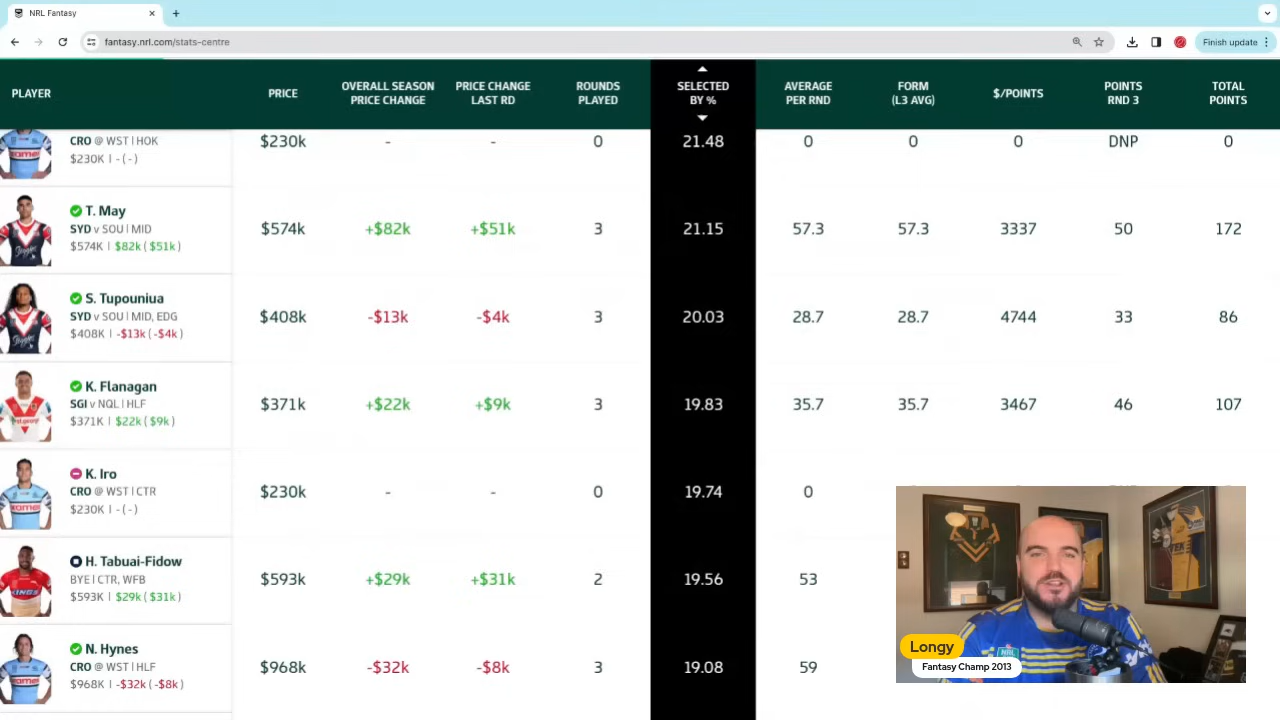 NRL Fantasy
fantasy.nrl.com/stats-centre
Finish update
PLAYER
PRICE
OVERALL SEASON
PRICE CHANGE
PRICE CHANGE
LAST RD
ROUNDS
PLAYED
SELECTED
BY %
AVERAGE
PER RND
FORM
(L3 AVG)
$/POINTS
POINTS
RND 3
TOTAL
POINTS
CRO @ WST | HOK
$230K | - ( - )
$230k - - 0 21.48 0 0 0 DNP 0
T. May
SYD v SOU | MID
$574K | $82k ( $51k )
$574k +$82k +$51k 3 21.15 57.3 57.3 3337 50 172
S. Tupouniua
SYD v SOU | MID, EDG
$408K | -$13k ( -$4k )
$408k -$13k -$4k 3 20.03 28.7 28.7 4744 33 86
K. Flanagan
SGI v NQL | HLF
$371K | $22k ( $9k )
$371k +$22k +$9k 3 19.83 35.7 35.7 3467 46 107
K. Iro
CRO @ WST | CTR
$230K | - ( - )
$230k - - 0 19.74 0
H. Tabuai-Fidow
BYE | CTR, WFB
$593K | $29k ( $31k )
$593k +$29k +$31k 2 19.56 53
N. Hynes
CRO @ WST | HLF
$968K | -$32k ( -$8k )
$968k -$32k -$8k 3 19.08 59
Longy
Fantasy Champ 2013